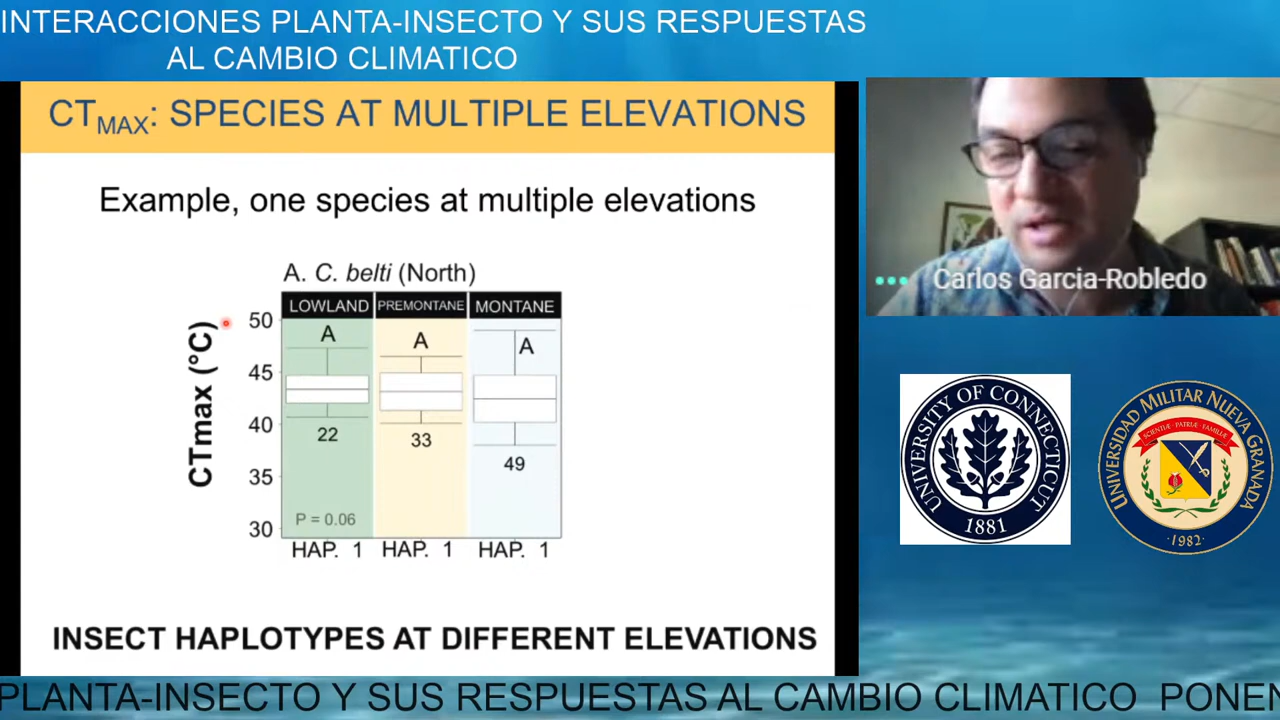 INTERACCIONES PLANTA-INSECTO Y SUS RESPUESTAS
AL CAMBIO CLIMATICO
CTMAX: SPECIES AT MULTIPLE ELEVATIONS
Example, one species at multiple elevations
A. C. belti (North)
LOWLAND PREMONTANE MONTANE
CTmax (°C)
50
45
40
35
30
A A A
22 33 49
P = 0.06
HAP. 1 HAP. 1 HAP. 1
INSECT HAPLOTYPES AT DIFFERENT ELEVATIONS
Carlos Garcia-Robledo
UNIVERSITY OF CONNECTICUT
1881
UNIVERSIDAD MILITAR NUEVA GRANADA
SCIENTIÆ - PATRIÆ - FAMILIÆ
·1982·
PLANTA-INSECTO Y SUS RESPUESTAS AL CAMBIO CLIMATICO PONEN